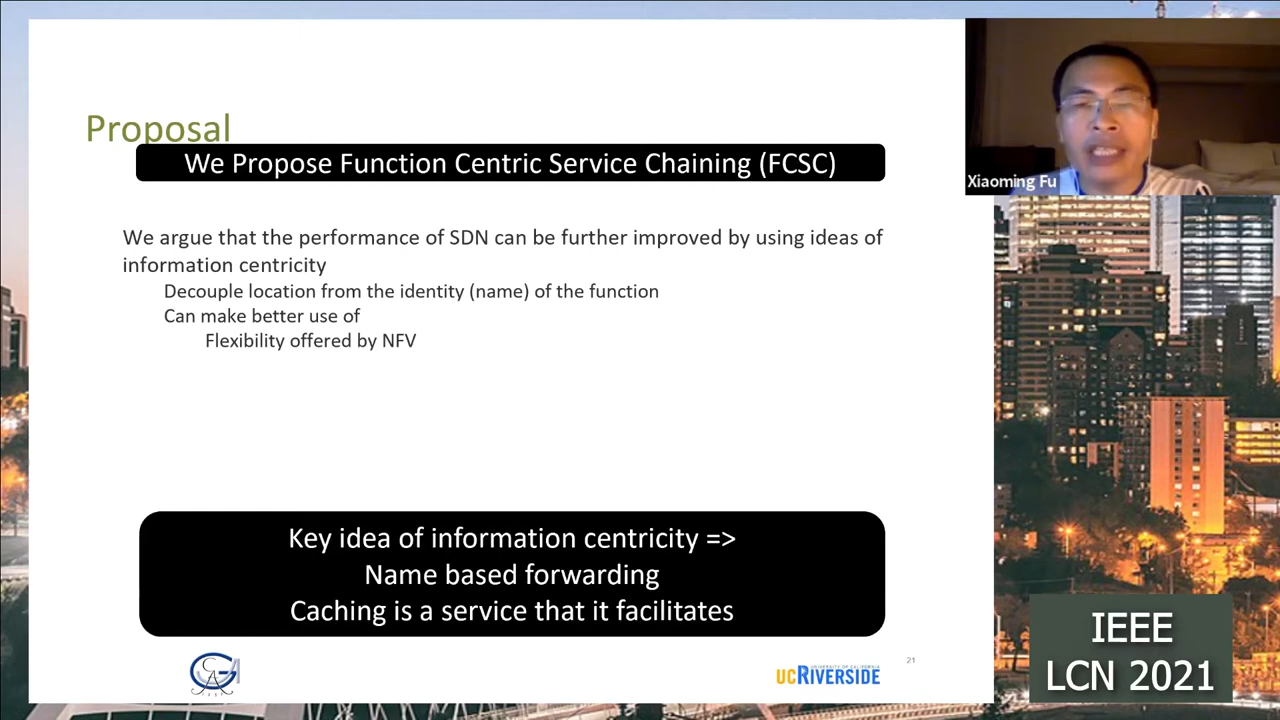 Proposal
We Propose Function Centric Service Chaining (FCSC)
Xiaoming Fu
We argue that the performance of SDN can be further improved by using ideas of
information centricity
Decouple location from the identity (name) of the function
Can make better use of
Flexibility offered by NFV
Key idea of information centricity =>
Name based forwarding
Caching is a service that it facilitates
UNIVERSITY OF CALIFORNIA
UCRIVERSIDE
21
IEEE
LCN 2021